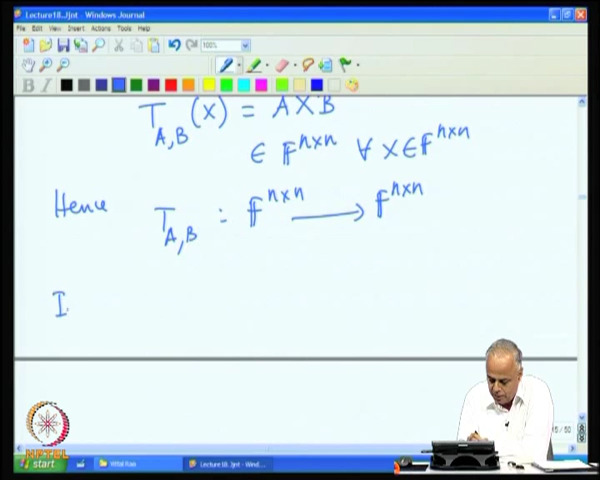 Lecture18.Jnt - Windows Journal
File Edit View Insert Actions Tools Help
100%
B I
T_{A,B}(X) = AXB
∈ F^{n×n} ∀ X ∈ F^{n×n}
Hence T_{A,B} : F^{n×n} ⟶ F^{n×n}
I
NPTEL
start Lecture18.Jnt - Wind...